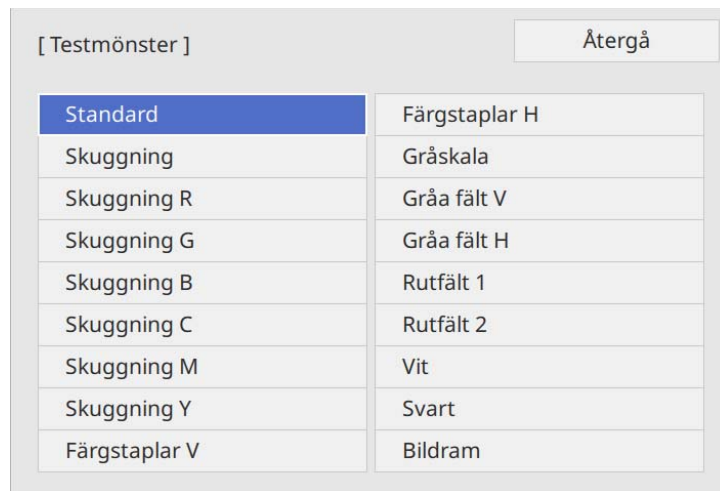 [ Testmönster ]
Återgå
Standard
Skuggning
Skuggning R
Skuggning G
Skuggning B
Skuggning C
Skuggning M
Skuggning Y
Färgstaplar V
Färgstaplar H
Gråskala
Gråa fält V
Gråa fält H
Rutfält 1
Rutfält 2
Vit
Svart
Bildram